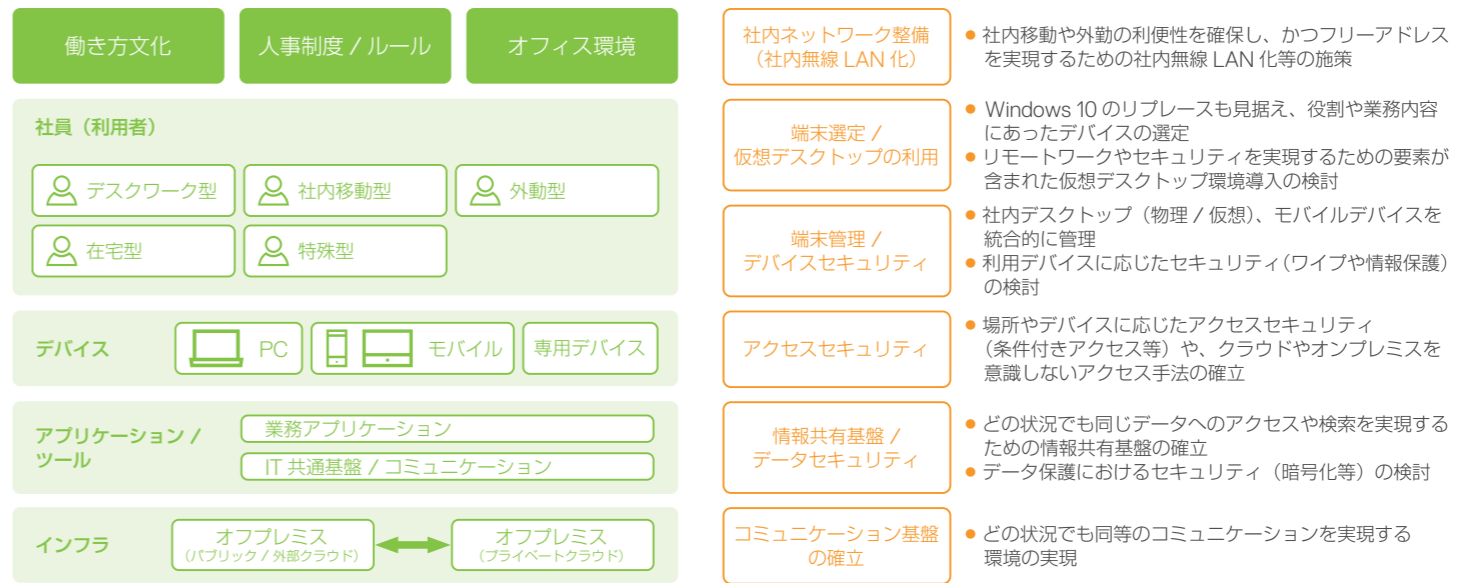 働き方文化
人事制度 / ルール
オフィス環境
社員（利用者）
デスクワーク型
社内移動型
外動型
在宅型
特殊型
デバイス
PC
モバイル
専用デバイス
アプリケーション /
ツール
業務アプリケーション
IT 共通基盤 / コミュニケーション
インフラ
オフプレミス
（パブリック / 外部クラウド）
オフプレミス
（プライベートクラウド）
社内ネットワーク整備
（社内無線 LAN 化）
● 社内移動や外勤の利便性を確保し、かつフリーアドレス
を実現するための社内無線 LAN 化等の施策
端末選定 /
仮想デスクトップの利用
● Windows 10 のリプレースも見据え、役割や業務内容
にあったデバイスの選定
● リモートワークやセキュリティを実現するための要素が
含まれた仮想デスクトップ環境導入の検討
端末管理 /
デバイスセキュリティ
● 社内デスクトップ（物理 / 仮想）、モバイルデバイスを
統合的に管理
● 利用デバイスに応じたセキュリティ（ワイプや情報保護）
の検討
アクセスセキュリティ
● 場所やデバイスに応じたアクセスセキュリティ
（条件付きアクセス等）や、クラウドやオンプレミスを
意識しないアクセス手法の確立
情報共有基盤 /
データセキュリティ
● どの状況でも同じデータへのアクセスや検索を実現する
ための情報共有基盤の確立
● データ保護におけるセキュリティ（暗号化等）の検討
コミュニケーション基盤
の確立
● どの状況でも同等のコミュニケーションを実現する
環境の実現